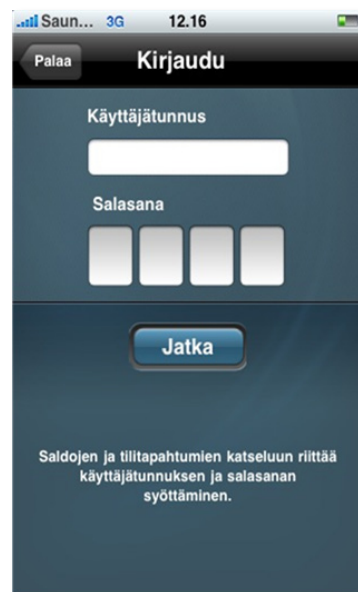 Saun... 3G 12.16
Palaa Kirjaudu
Käyttäjätunnus
Salasana
Jatka
Saldojen ja tilitapahtumien katseluun riittää
käyttäjätunnuksen ja salasanan
syöttäminen.